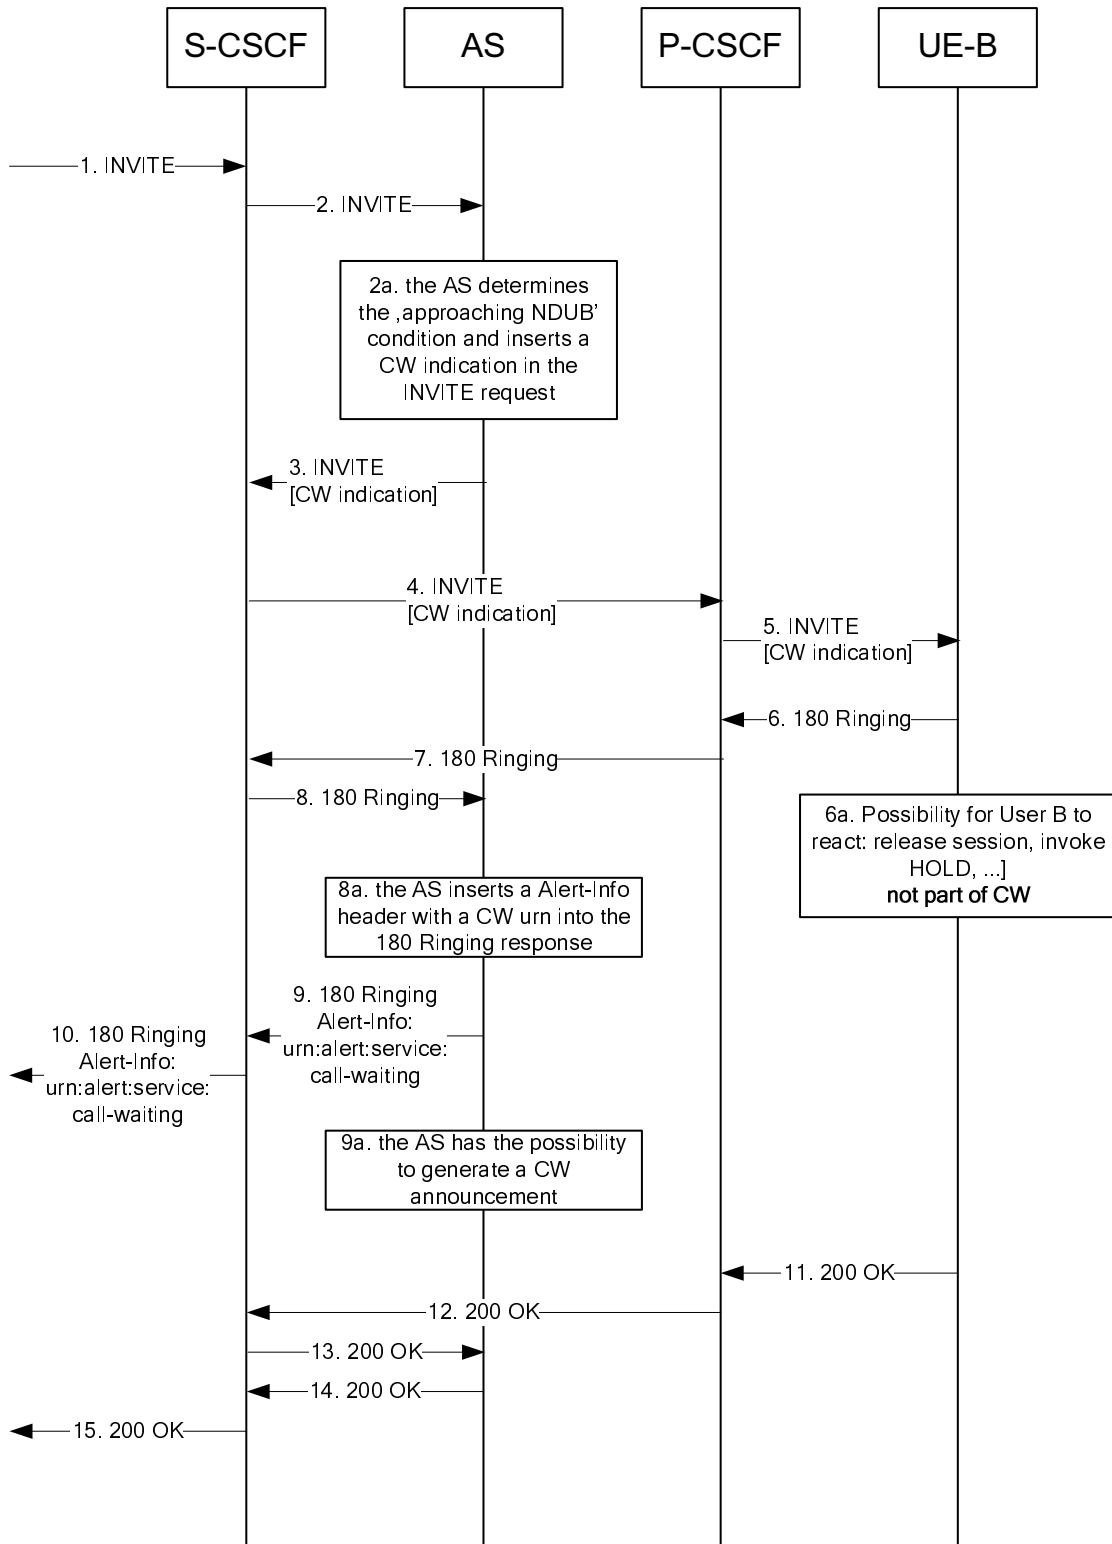 S-CSCF
AS
P-CSCF
UE-B
1. INVITE
2. INVITE
2a. the AS determines
the ‚approaching NDUB’
condition and inserts a
CW indication in the
INVITE request
3. INVITE
[CW indication]
4. INVITE
[CW indication]
5. INVITE
[CW indication]
6. 180 Ringing
7. 180 Ringing
8. 180 Ringing
6a. Possibility for User B to
react: release session, invoke
HOLD, ...]
not part of CW
8a. the AS inserts a Alert-Info
header with a CW urn into the
180 Ringing response
9. 180 Ringing
Alert-Info:
urn:alert:service:
call-waiting
10. 180 Ringing
Alert-Info:
urn:alert:service:
call-waiting
9a. the AS has the possibility
to generate a CW
announcement
11. 200 OK
12. 200 OK
13. 200 OK
14. 200 OK
15. 200 OK